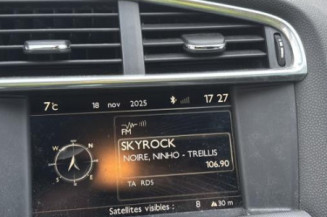 7°C 18 nov 2025 17 27
FM
SKYROCK
NOIRE, NINHO - TREILLIS
106.90
TA RDS
Satellites visibles : 8 30 m